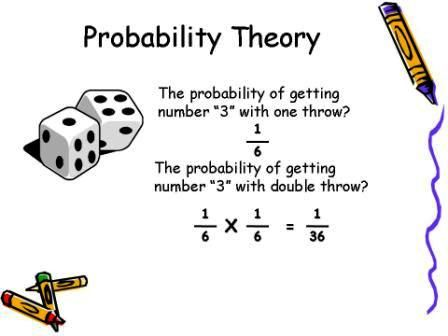 Probability Theory
The probability of getting
number “3” with one throw?
1
6
The probability of getting
number “3” with double throw?
1 1 1
6 X 6 = 36